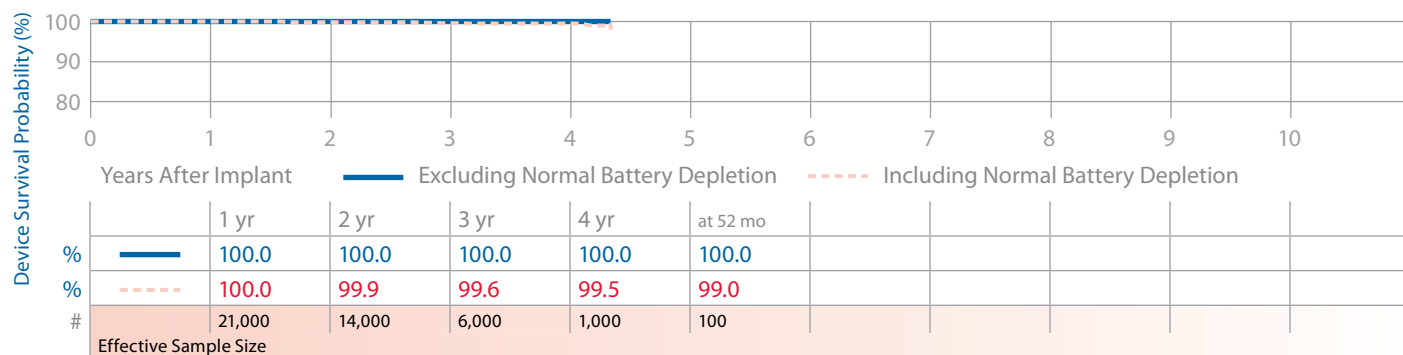 Device Survival Probability (%)
100
90
80
0 1 2 3 4 5 6 7 8 9 10
Years After Implant Excluding Normal Battery Depletion Including Normal Battery Depletion
1 yr 2 yr 3 yr 4 yr at 52 mo
% 100.0 100.0 100.0 100.0 100.0
% 100.0 99.9 99.6 99.5 99.0
# 21,000 14,000 6,000 1,000 100
Effective Sample Size